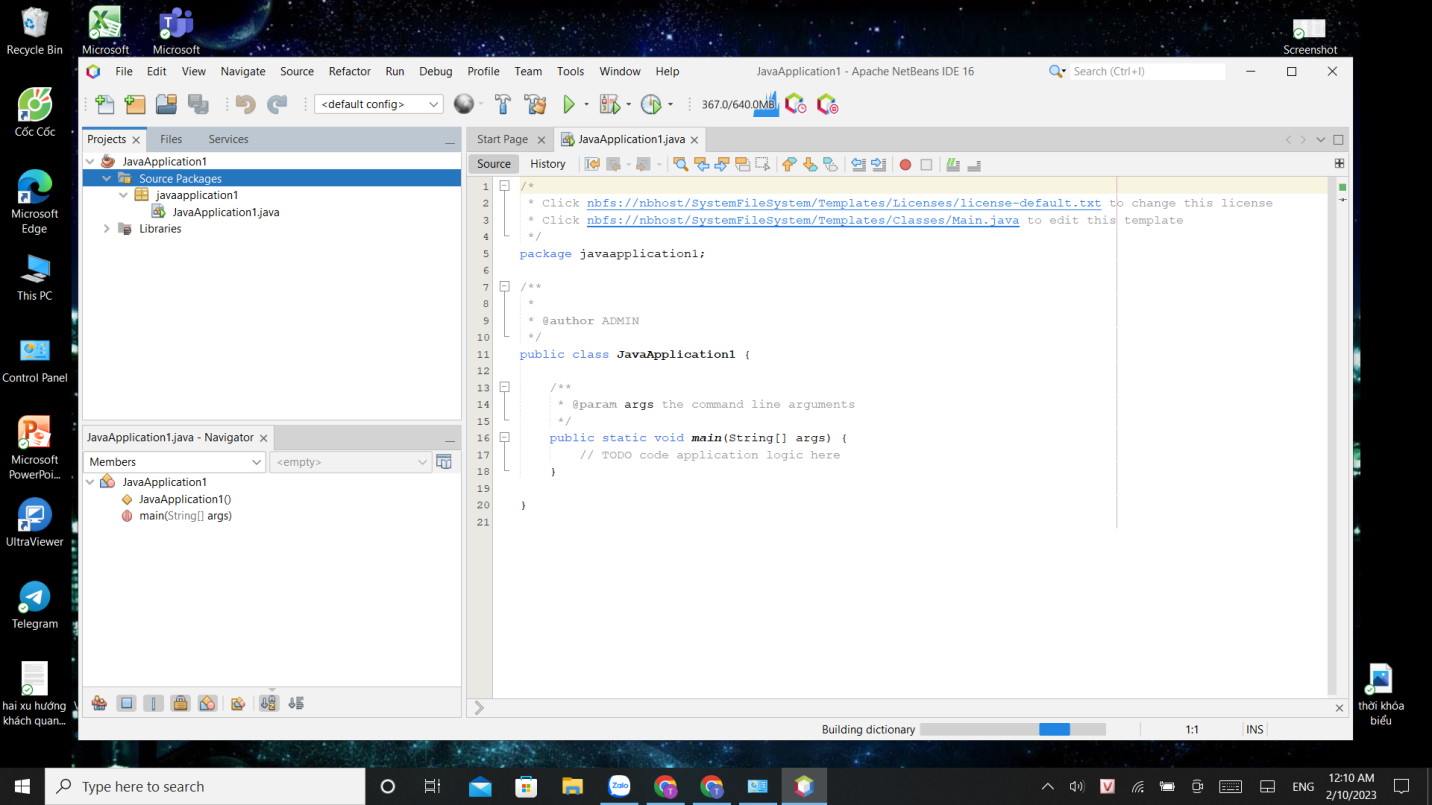 Recycle Bin
Microsoft
Microsoft
Screenshot
Cốc Cốc
Microsoft
Edge
This PC
Control Panel
Microsoft
PowerPoi...
UltraViewer
Telegram
hai xu hướng
khách quan...
thời khóa
biểu
File Edit View Navigate Source Refactor Run Debug Profile Team Tools Window Help
JavaApplication1 - Apache NetBeans IDE 16
Search (Ctrl+I)
<default config>
367.0/640.0MB
Projects Files Services
JavaApplication1
Source Packages
javaapplication1
JavaApplication1.java
Libraries
JavaApplication1.java - Navigator
Members <empty>
JavaApplication1
JavaApplication1()
main(String[] args)
Start Page JavaApplication1.java
Source History
1 /*
2 * Click nbfs://nbhost/SystemFileSystem/Templates/Licenses/license-default.txt to change this license
3 * Click nbfs://nbhost/SystemFileSystem/Templates/Classes/Main.java to edit this template
4 */
5 package javaapplication1;
6
7 /**
8 *
9 * @author ADMIN
10 */
11 public class JavaApplication1 {
12
13 /**
14 * @param args the command line arguments
15 */
16 public static void main(String[] args) {
17 // TODO code application logic here
18 }
19
20 }
21
Building dictionary 1:1 INS
Type here to search
Zalo
ENG
12:10 AM
2/10/2023